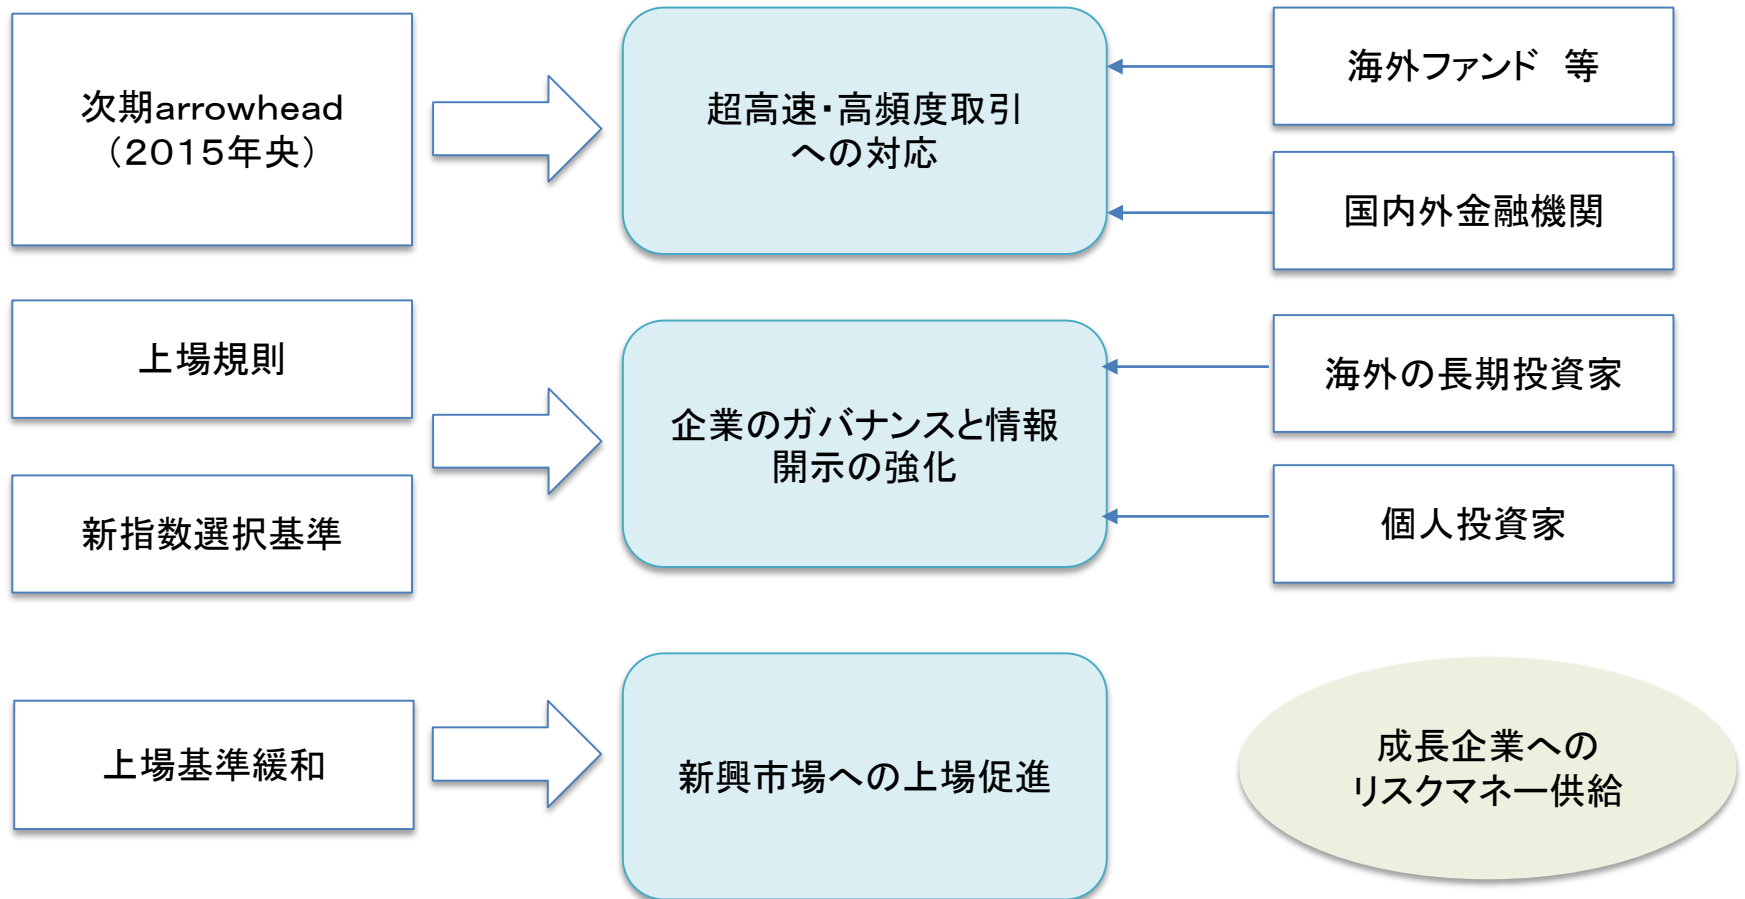 次期arrowhead
（2015年央）
超高速・高頻度取引
への対応
海外ファンド　等
国内外金融機関
上場規則
新指数選択基準
企業のガバナンスと情報
開示の強化
海外の長期投資家
個人投資家
上場基準緩和
新興市場への上場促進
成長企業への
リスクマネー供給